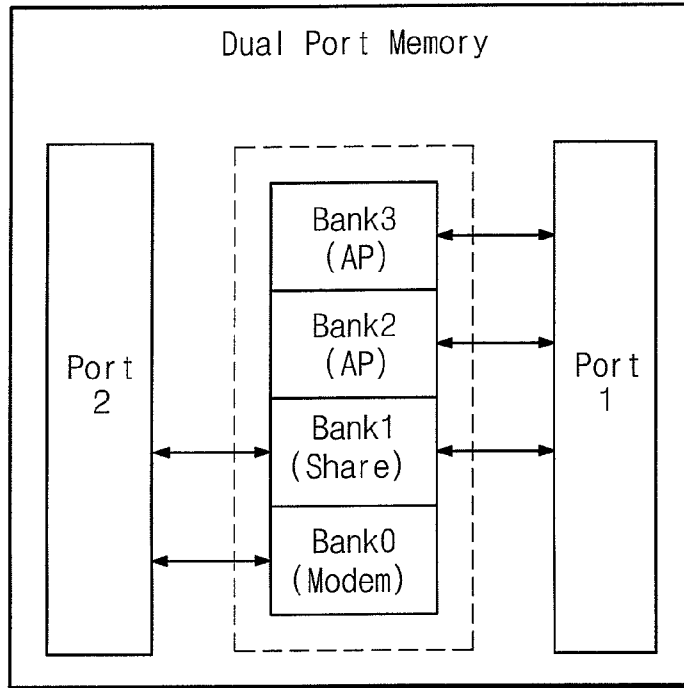 Dual Port Memory
Port
2
Bank3
(AP)
Bank2
(AP)
Bank1
(Share)
Bank0
(Modem)
Port
1